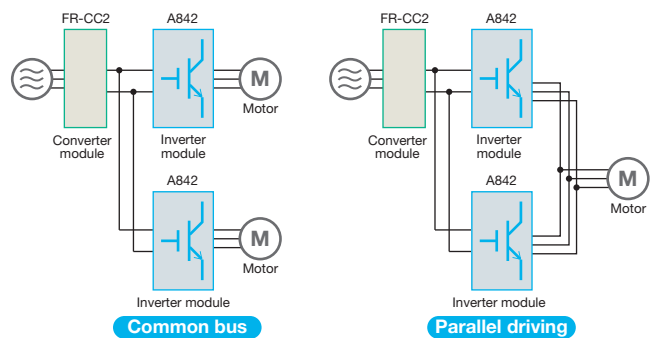 FR-CC2
A842
M
Motor
Converter
module
Inverter
module
A842
M
Motor
Inverter module
Common bus
FR-CC2
A842
Converter
module
Inverter
module
M
Motor
A842
Inverter module
Parallel driving